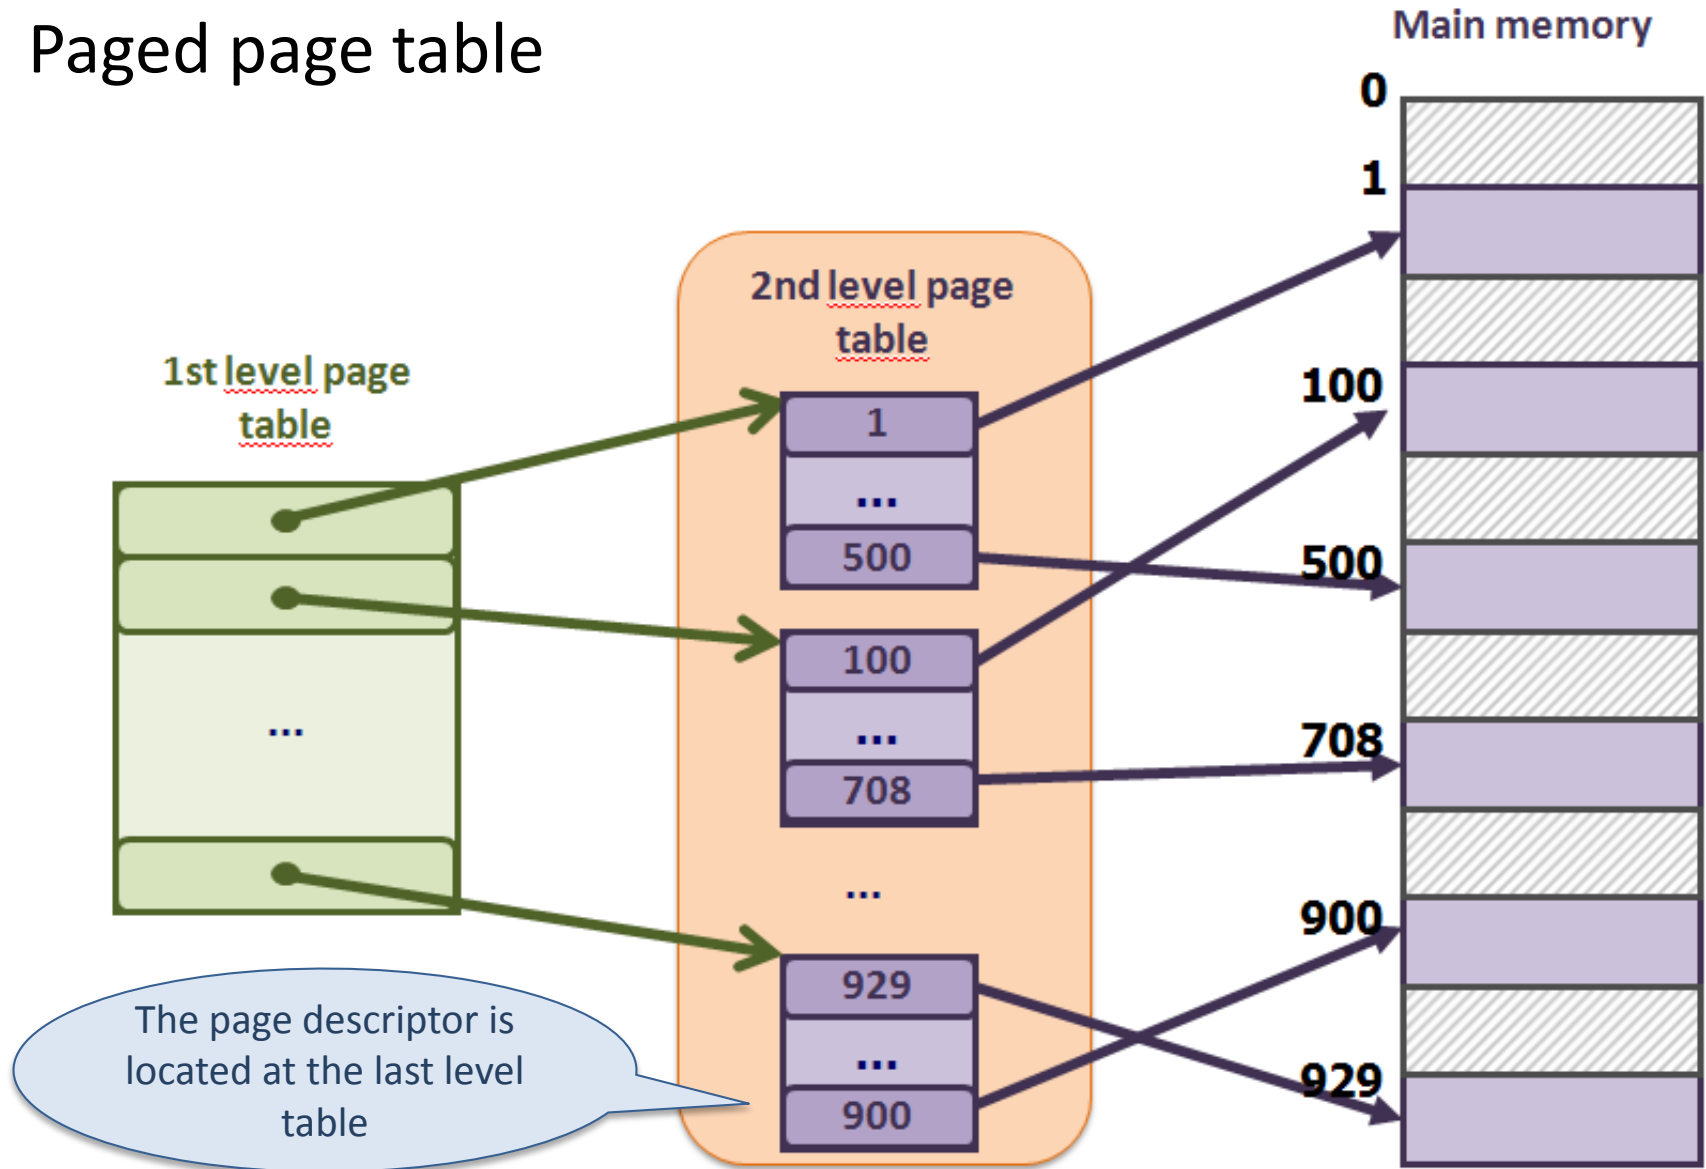 Paged page table
Main memory
0
1
100
500
708
900
929
1st level page
table
...
2nd level page
table
1
...
500
100
...
708
...
929
...
900
The page descriptor is
located at the last level
table